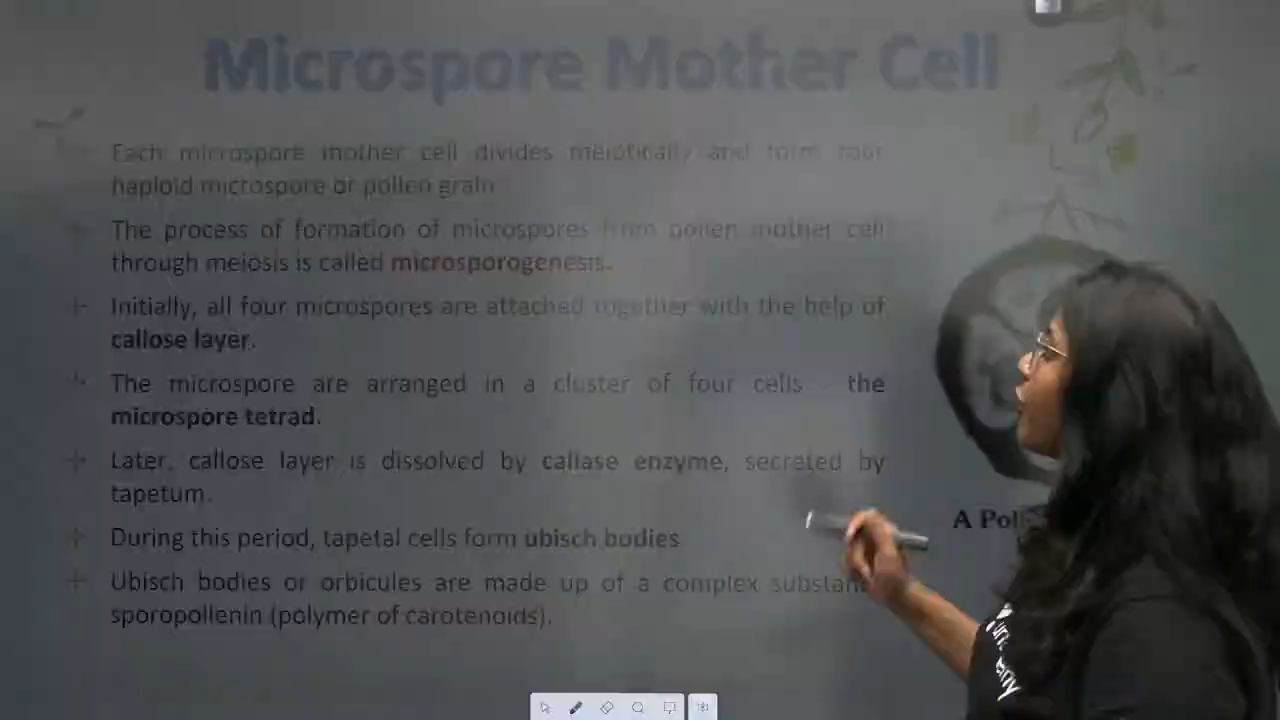 Microspore Mother Cell
Each microspore mother cell divides meiotically and form four
haploid microspore or pollen grain
The process of formation of microspores from pollen mother cell
through meiosis is called microsporogenesis.
Initially, all four microspores are attached together with the help of
callose layer.
The microspore are arranged in a cluster of four cells the
microspore tetrad.
Later, callose layer is dissolved by callase enzyme, secreted by
tapetum.
During this period, tapetal cells form ubisch bodies
Ubisch bodies or orbicules are made up of a complex
sporopollenin (polymer of carotenoids).
A